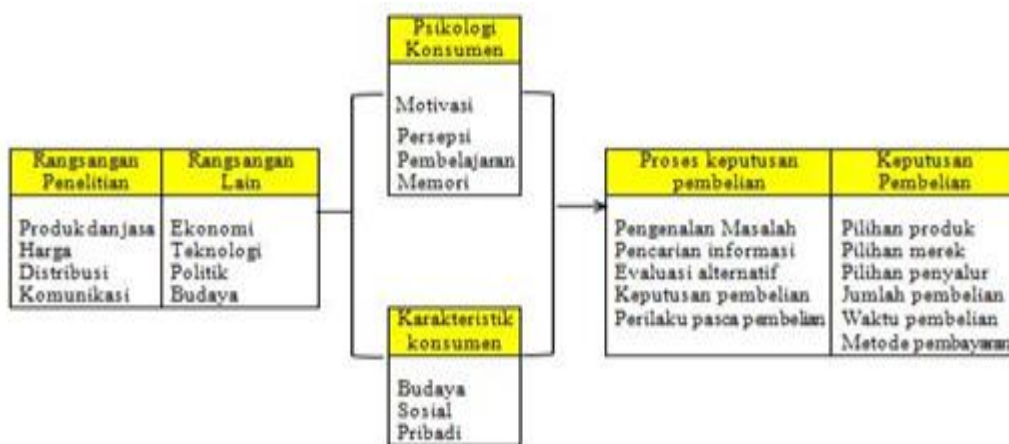 Psikologi
Konsumen
Motivasi
Persepsi
Pembelajaran
Memori
Rangsangan
Penelitian
Produk dan jasa
Harga
Distribusi
Komunikasi
Rangsangan
Lain
Ekonomi
Teknologi
Politik
Budaya
Karakteristik
konsumen
Budaya
Sosial
Pribadi
Proses keputusan
pembelian
Pengenalan Masalah
Pencarian informasi
Evaluasi alternatif
Keputusan pembelian
Perilaku pasca pembelian
Keputusan
Pembelian
Pilihan produk
Pilihan merek
Pilihan penyalur
Jumlah pembelian
Waktu pembelian
Metode pembayaran